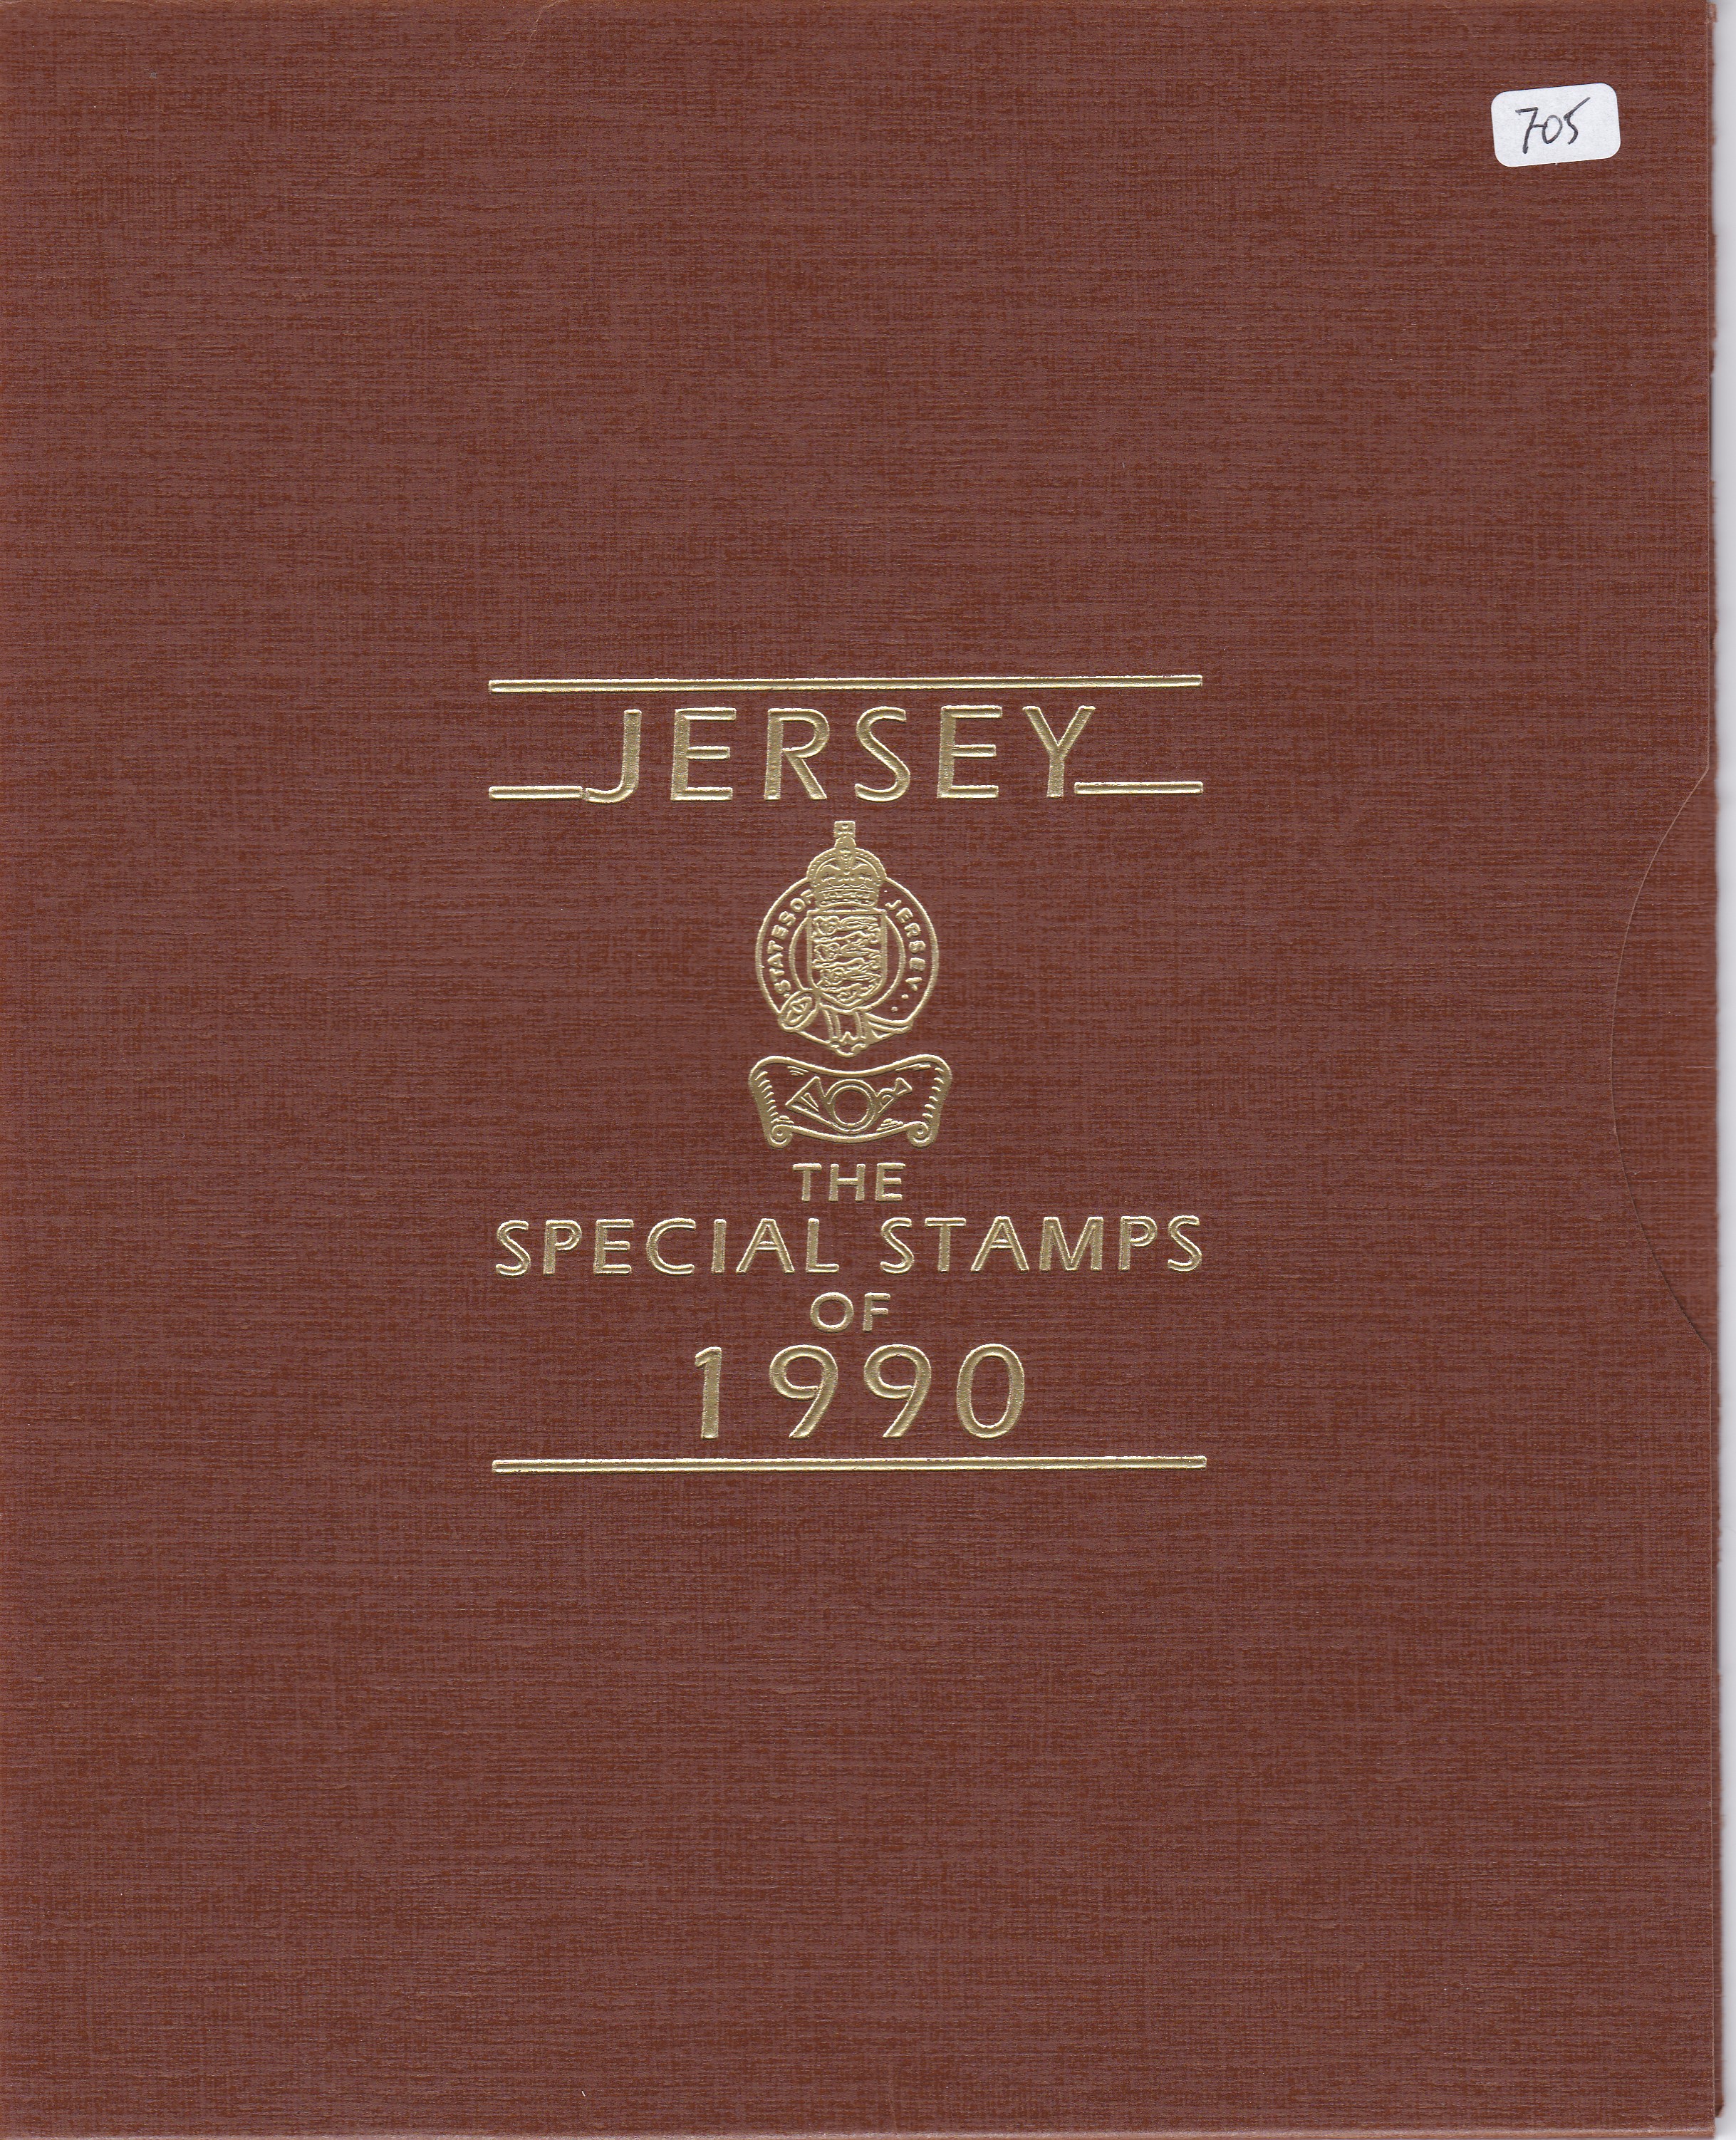 705
JERSEY
STATES OF JERSEY
THE
SPECIAL STAMPS
OF
1990